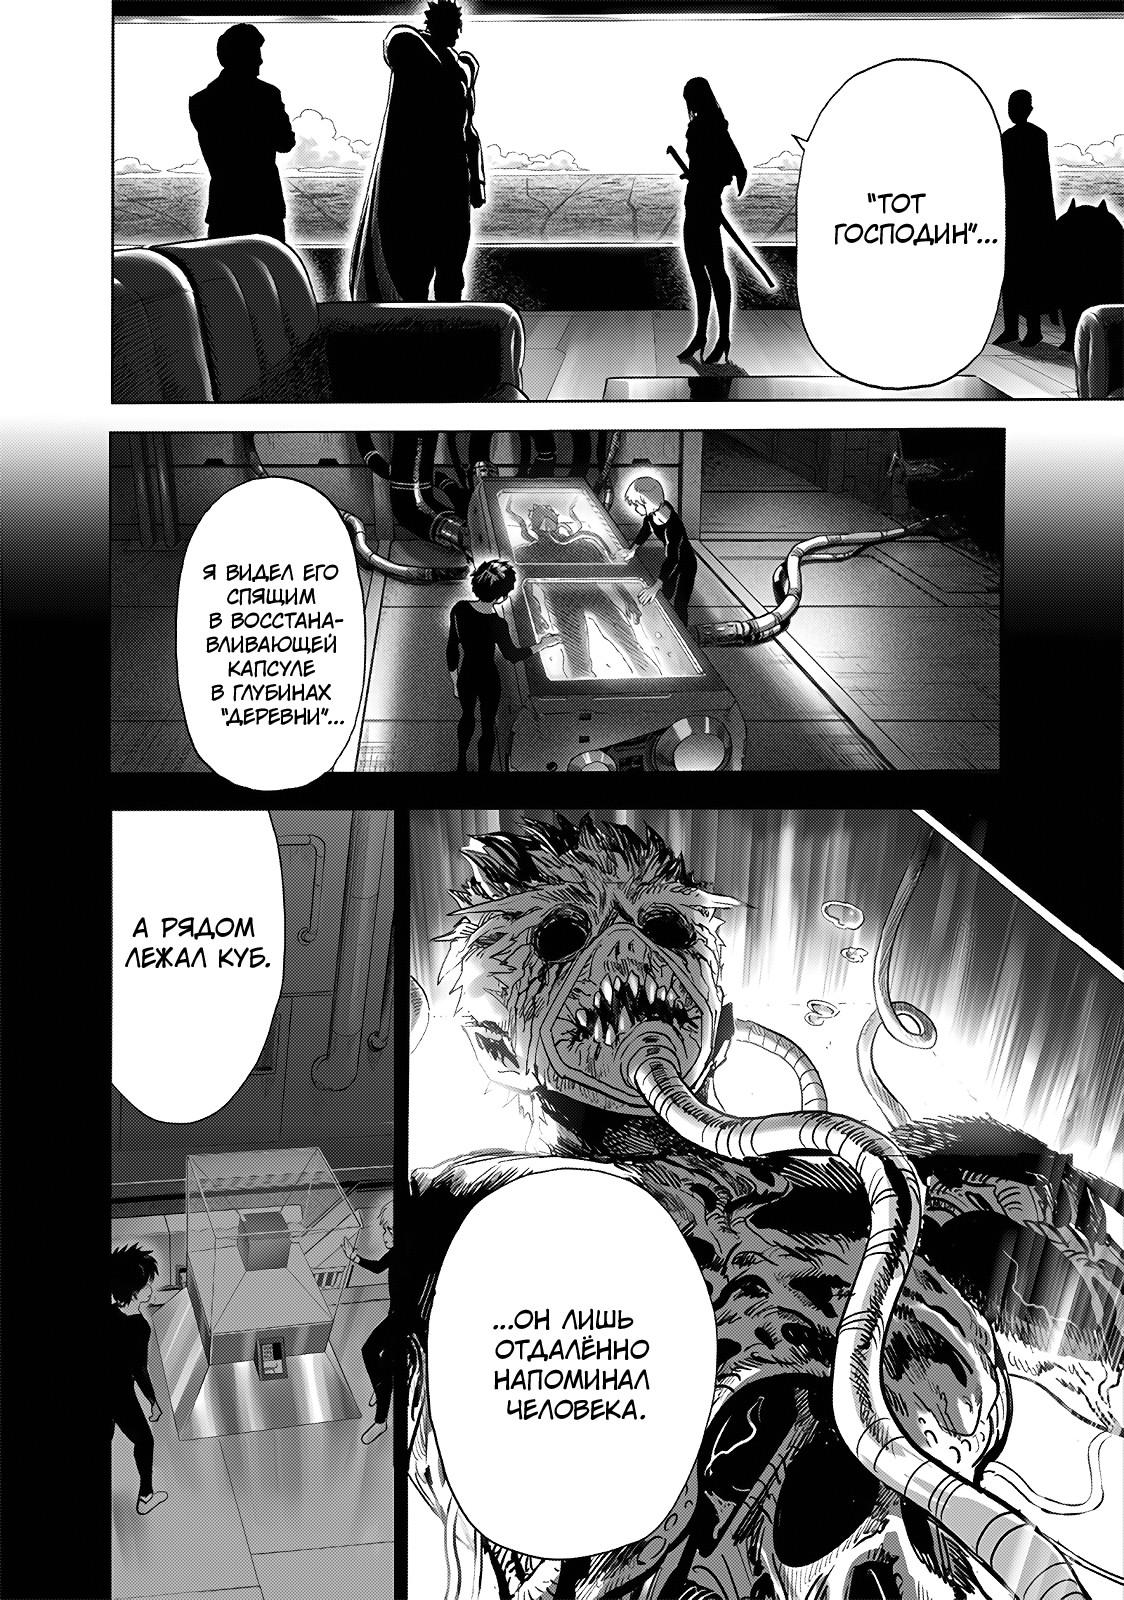 "ТОТ
ГОСПОДИН"...
Я ВИДЕЛ ЕГО
СПЯЩИМ
В ВОССТАНА-
ВЛИВАЮЩЕЙ
КАПСУЛЕ
В ГЛУБИНАХ
"ДЕРЕВНИ"...
...ОН ЛИШЬ
ОТДАЛЁННО
НАПОМИНАЛ
ЧЕЛОВЕКА.
А РЯДОМ
ЛЕЖАЛ КУБ.